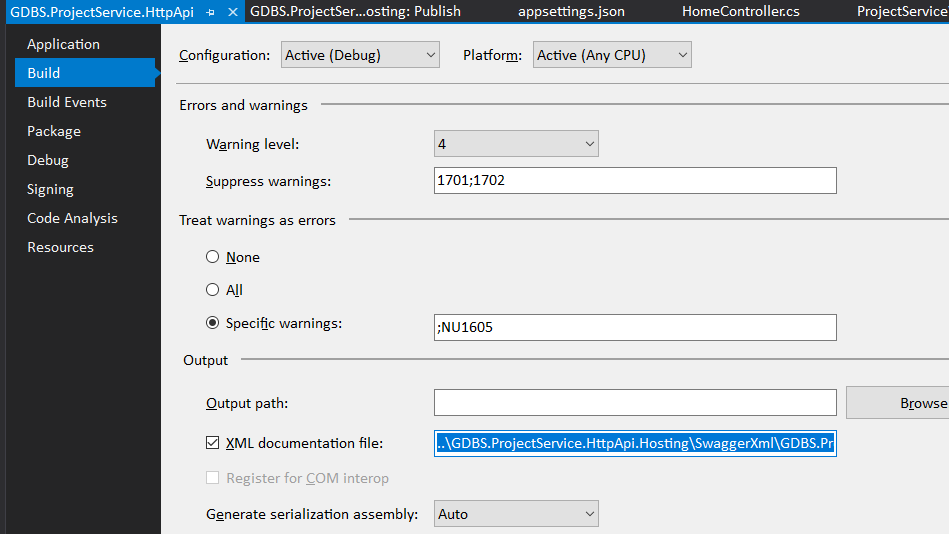 GDBS.ProjectService.HttpApi GDBS.ProjectSer...osting: Publish appsettings.json HomeController.cs ProjectService
Application
Build
Build Events
Package
Debug
Signing
Code Analysis
Resources
Configuration: Active (Debug) Platform: Active (Any CPU)
Errors and warnings
Warning level: 4
Suppress warnings: 1701;1702
Treat warnings as errors
None
All
Specific warnings: ;NU1605
Output
Output path: Browse
XML documentation file: ..\GDBS.ProjectService.HttpApi.Hosting\SwaggerXml\GDBS.Pr
Register for COM interop
Generate serialization assembly: Auto